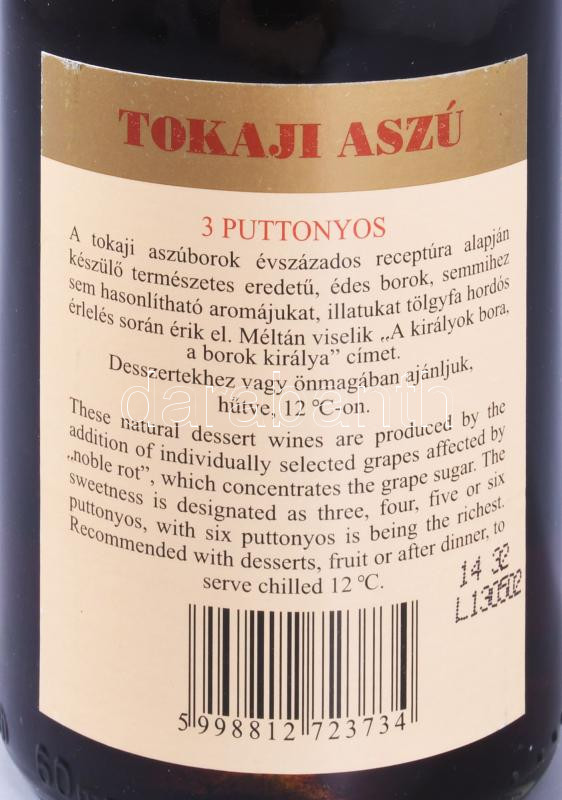 TOKAJI ASZÚ
3 PUTTONYOS
A tokaji aszúborok évszázados receptúra alapján
készülő természetes eredetű, édes borok, semmihez
sem hasonlítható aromájukat, illatukat tölgyfa hordós
érlelés során érik el. Méltán viselik „A királyok bora,
a borok királya” címet.
Desszertekhez vagy önmagában ajánljuk,
hűtve, 12 °C-on.
darabanth
These natural dessert wines are produced by the
addition of individually selected grapes affected by
„noble rot”, which concentrates the grape sugar. The
sweetness is designated as three, four, five or six
puttonyos, with six puttonyos is being the richest.
Recommended with desserts, fruit or after dinner, to
serve chilled 12 °C.
14 32
L130502
5 998812 723734